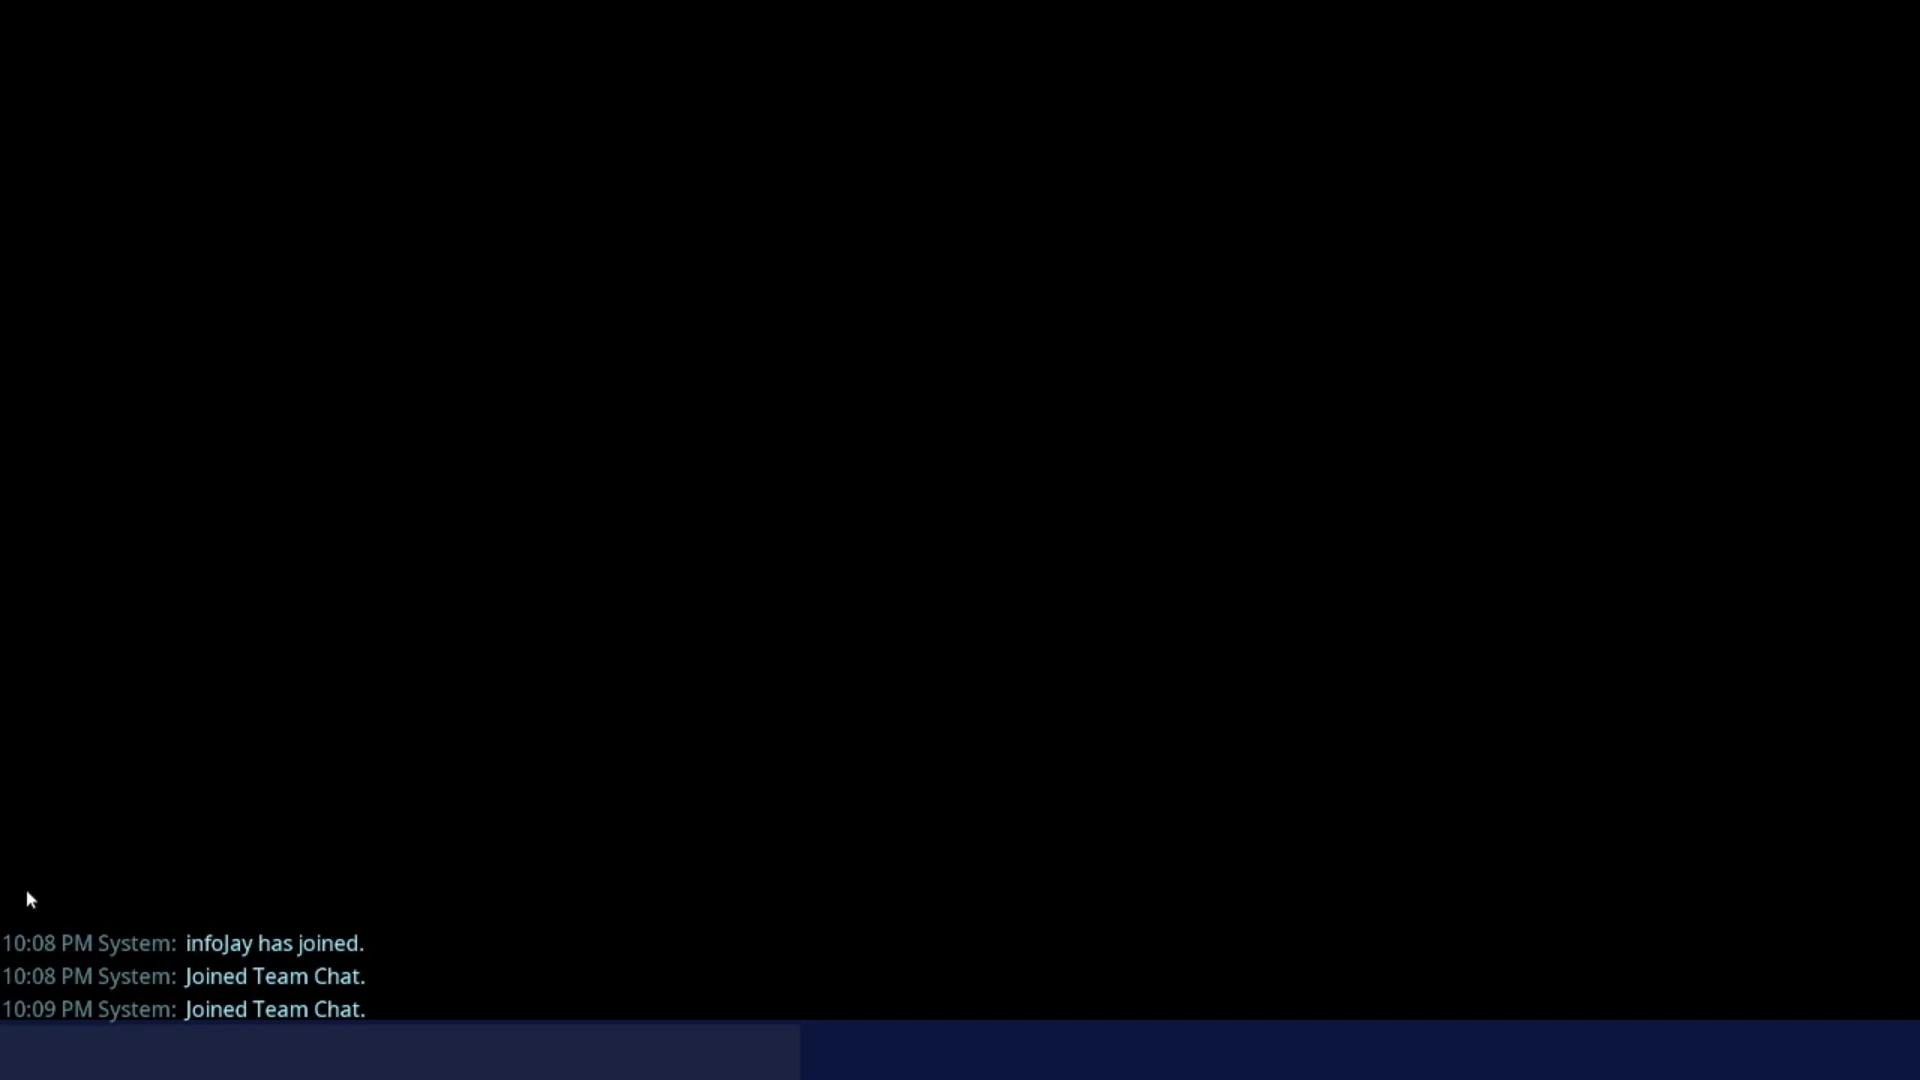 10:08 PM System: infoJay has joined.
10:08 PM System: Joined Team Chat.
10:09 PM System: Joined Team Chat.